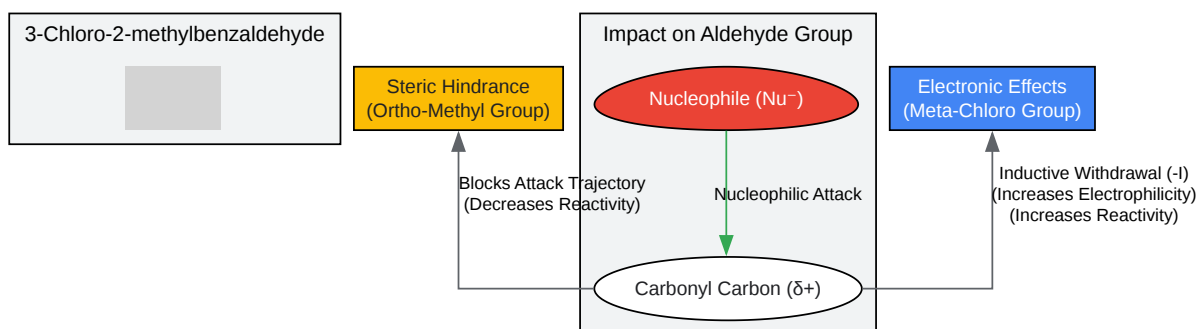 3-Chloro-2-methylbenzaldehyde
Impact on Aldehyde Group
Steric Hindrance
(Ortho-Methyl Group)
Nucleophile (Nu⁻)
Electronic Effects
(Meta-Chloro Group)
Blocks Attack Trajectory
(Decreases Reactivity)
Nucleophilic Attack
Inductive Withdrawal (-I)
(Increases Electrophilicity)
(Increases Reactivity)
Carbonyl Carbon (δ+)